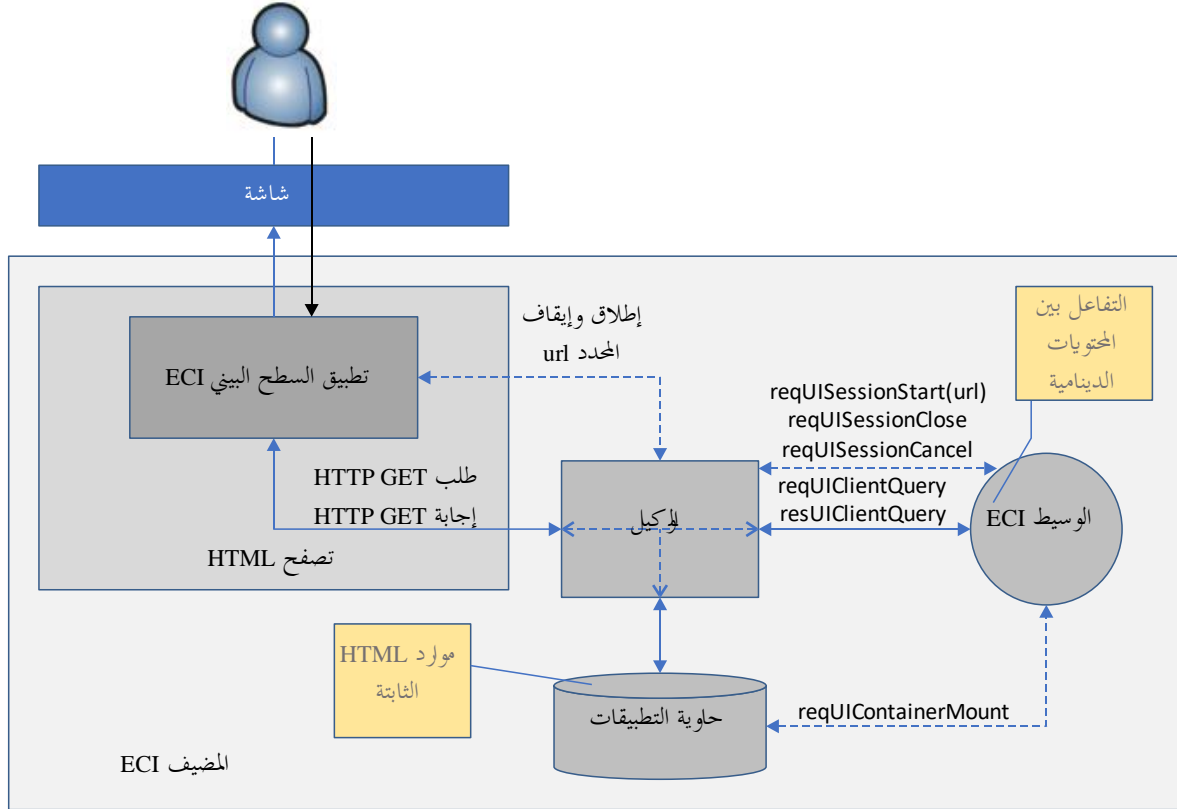 شاشة
إطلاق وإيقاف
المحدد url
التفاعل بين
المحتويات
الدينامية
تطبيق السطح البيني ECI
reqUISessionStart(url)
reqUISessionClose
reqUISessionCancel
طلب HTTP GET
إجابة HTTP GET
reqUIClientQuery
resUIClientQuery
الوكيل
الوسيط ECI
تصفح HTML
موارد HTML
الثابتة
حاوية التطبيقات
reqUIContainerMount
المضيف ECI